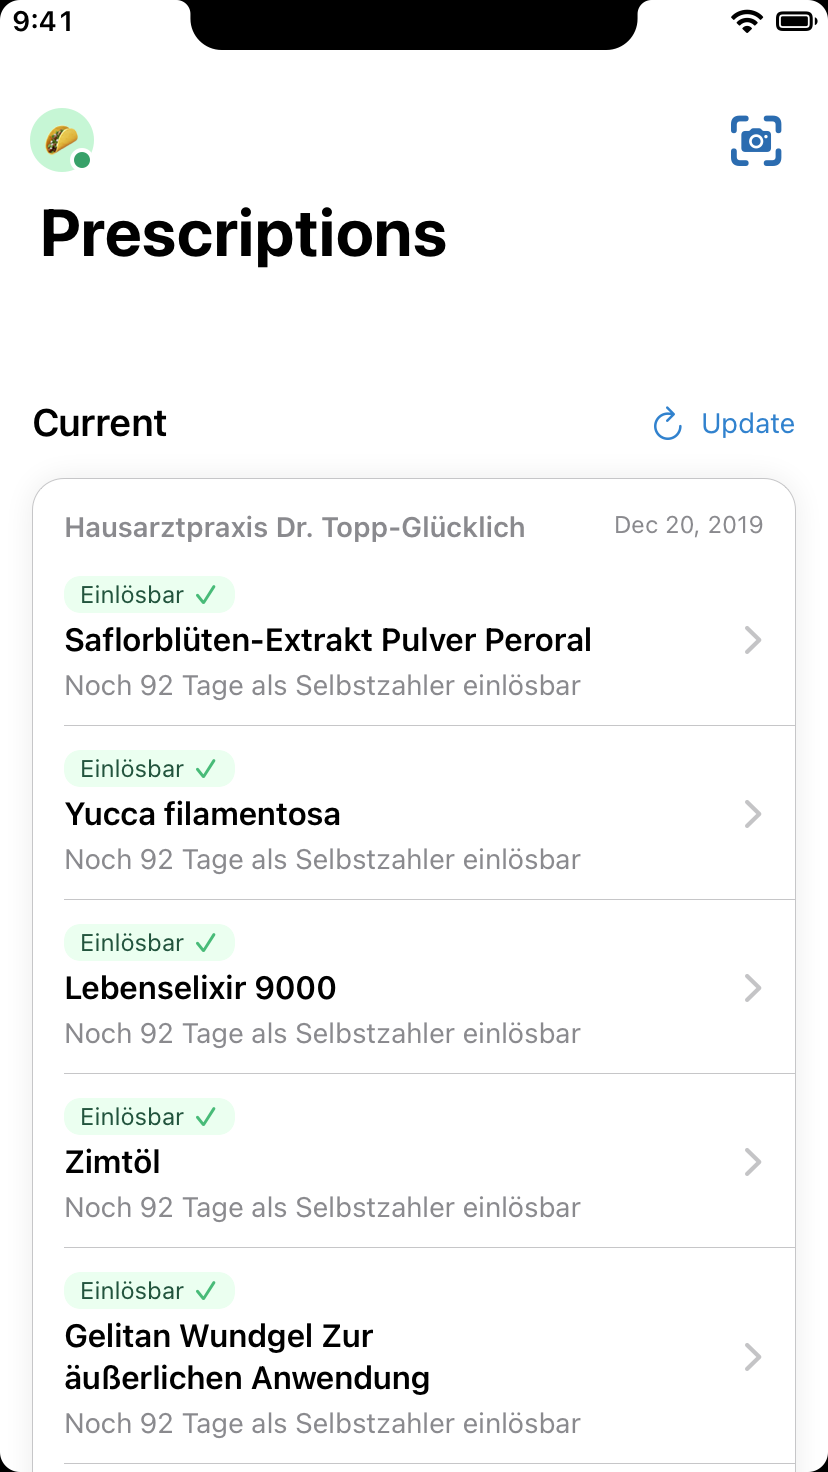 9:41
Prescriptions
Current
Update
Hausarztpraxis Dr. Topp-Glücklich
Dec 20, 2019
Einlösbar
Saflorblüten-Extrakt Pulver Peroral
Noch 92 Tage als Selbstzahler einlösbar
Einlösbar
Yucca filamentosa
Noch 92 Tage als Selbstzahler einlösbar
Einlösbar
Lebenselixir 9000
Noch 92 Tage als Selbstzahler einlösbar
Einlösbar
Zimtöl
Noch 92 Tage als Selbstzahler einlösbar
Einlösbar
Gelitan Wundgel Zur
äußerlichen Anwendung
Noch 92 Tage als Selbstzahler einlösbar